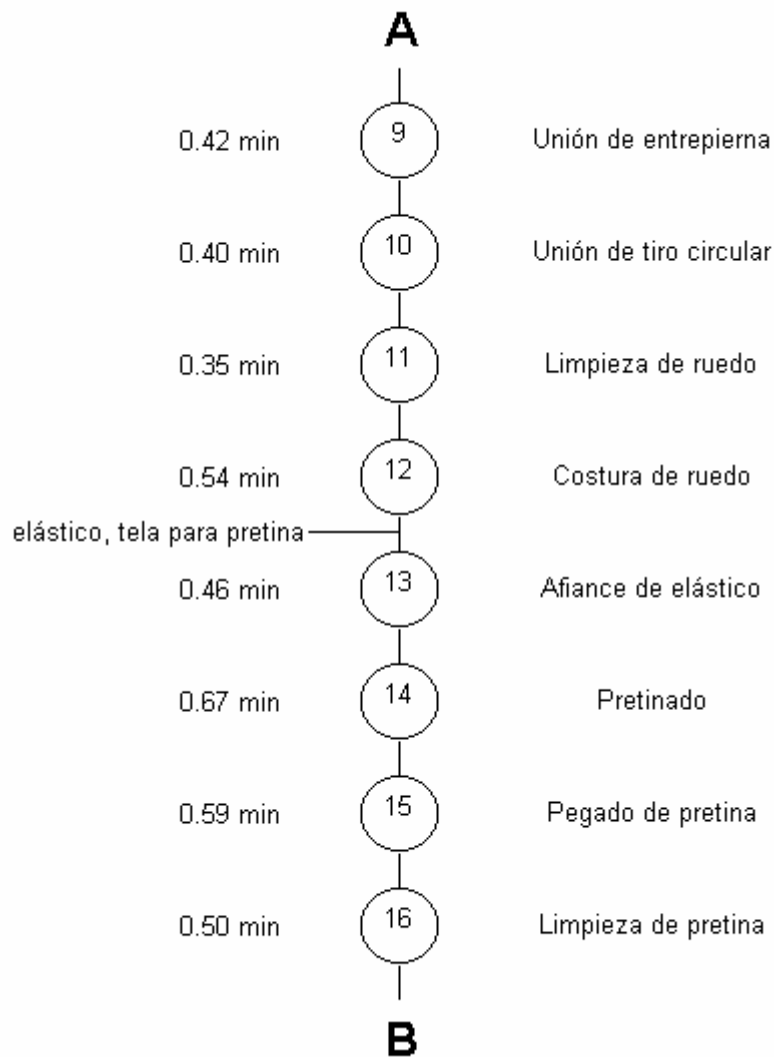 A
0.42 min 9 Unión de entrepierna
0.40 min 10 Unión de tiro circular
0.35 min 11 Limpieza de ruedo
0.54 min 12 Costura de ruedo
elástico, tela para pretina
0.46 min 13 Afiance de elástico
0.67 min 14 Pretinado
0.59 min 15 Pegado de pretina
0.50 min 16 Limpieza de pretina
B